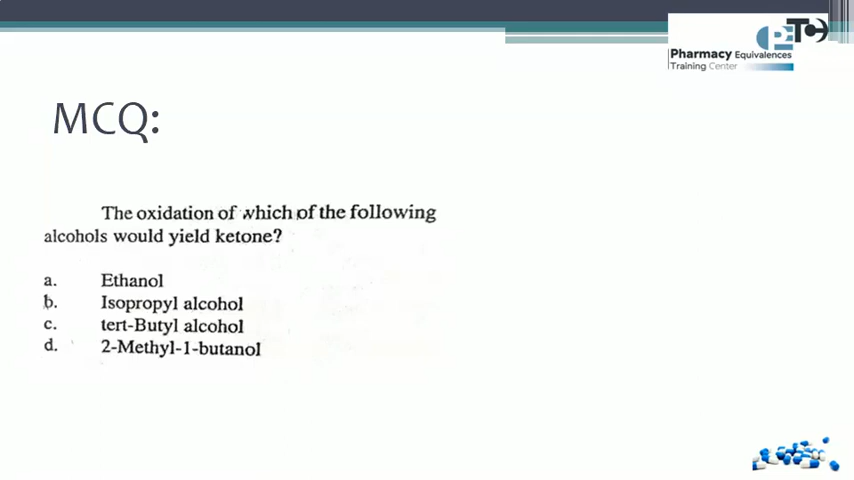 PETC
Pharmacy Equivalences
Training Center
MCQ:
The oxidation of which of the following
alcohols would yield ketone?
a. Ethanol
b. Isopropyl alcohol
c. tert-Butyl alcohol
d. 2-Methyl-1-butanol